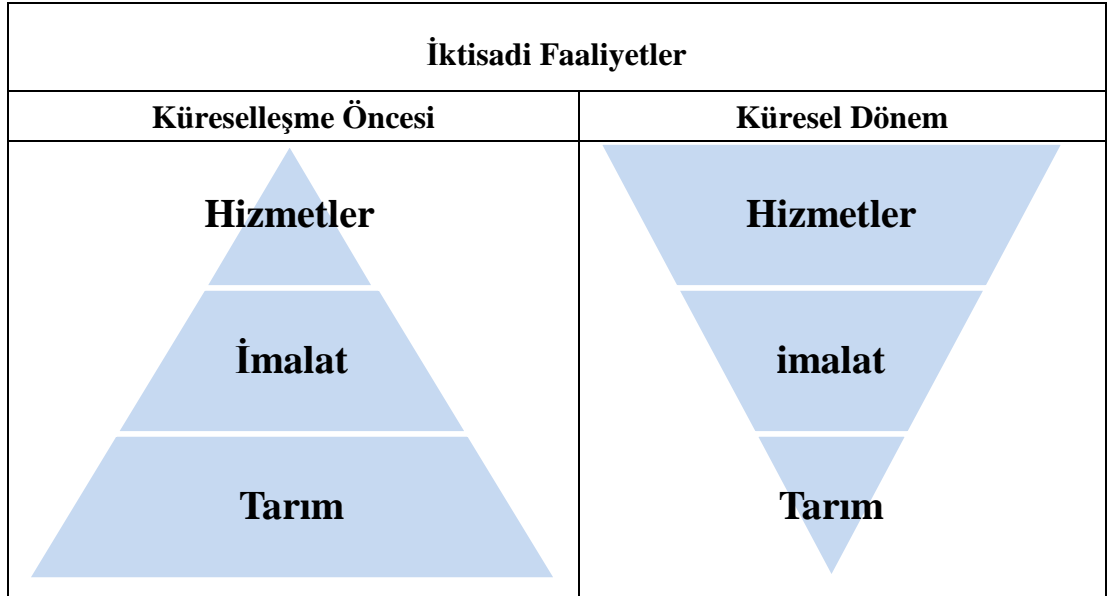 İktisadi Faaliyetler
Küreselleşme Öncesi
Küresel Dönem
Hizmetler
İmalat
Tarım
Hizmetler
imalat
Tarım